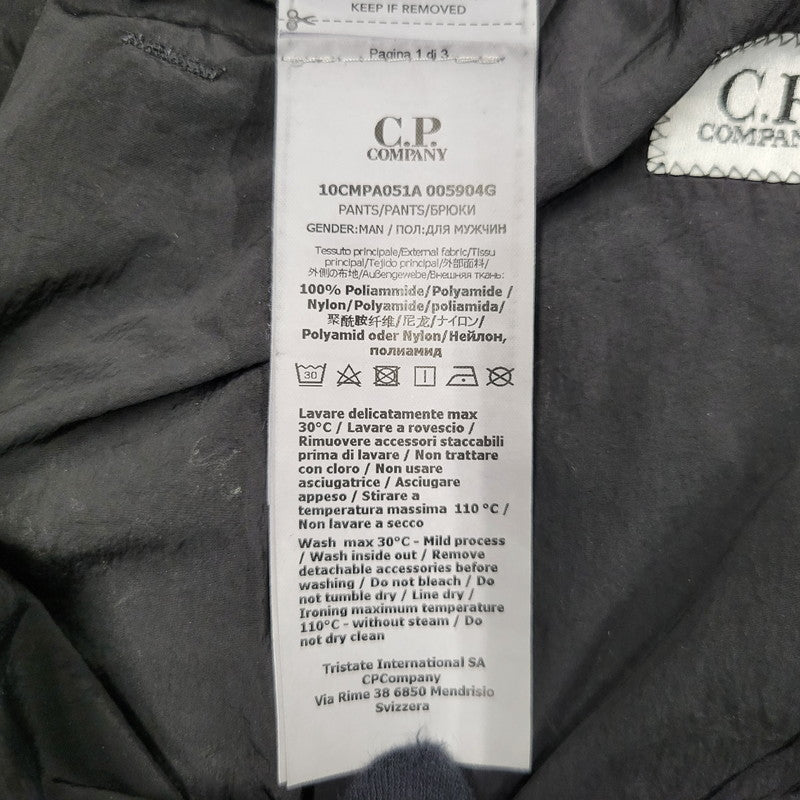 KEEP IF REMOVED
Pagina 1 di 3
C.P.
COMPANY
10CMPA051A 005904G
PANTS/PANTS/БРЮКИ
GENDER:MAN / ПОЛ:ДЛЯ МУЖЧИН
Tessuto principale/External fabric/Tissu
principal/Tejido principal/外部面料/
外側の布地/Außengewebe/Внешняя ткань:
100% Poliammide/Polyamide /
Nylon/Polyamide/poliamida/
聚酰胺纤维/尼龙/ナイロン/
Polyamid oder Nylon/Нейлон,
полиамид
30
Lavare delicatamente max
30°C / Lavare a rovescio /
Rimuovere accessori staccabili
prima di lavare / Non trattare
con cloro / Non usare
asciugatrice / Asciugare
appeso / Stirare a
temperatura massima 110 °C /
Non lavare a secco
Wash max 30°C - Mild process
/ Wash inside out / Remove
detachable accessories before
washing / Do not bleach / Do
not tumble dry / Line dry /
Ironing maximum temperature
110°C - without steam / Do
not dry clean
Tristate International SA
CPCompany
Via Rime 38 6850 Mendrisio
Svizzera
C.P
COMPAN